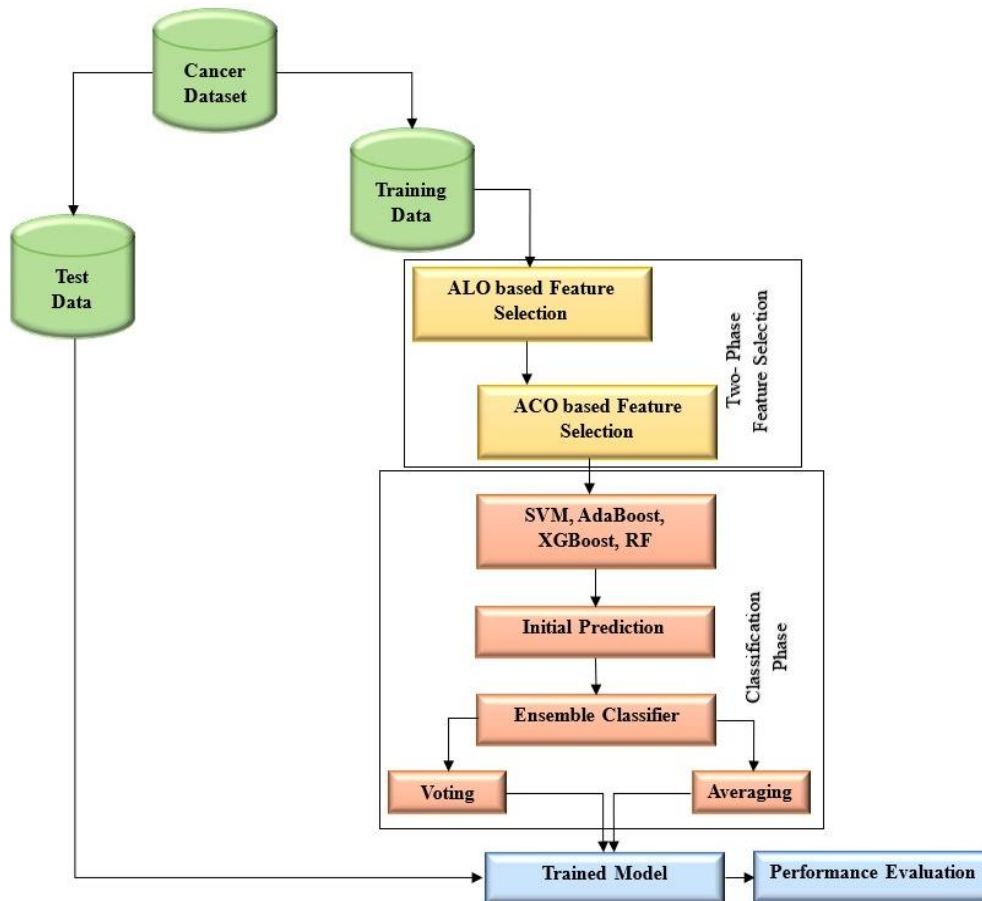 Cancer
Dataset
Training
Data
Test
Data
ALO based Feature
Selection
ACO based Feature
Selection
Two- Phase
Feature Selection
SVM, AdaBoost,
XGBoost, RF
Initial Prediction
Ensemble Classifier
Voting
Averaging
Classification
Phase
Trained Model
Performance Evaluation